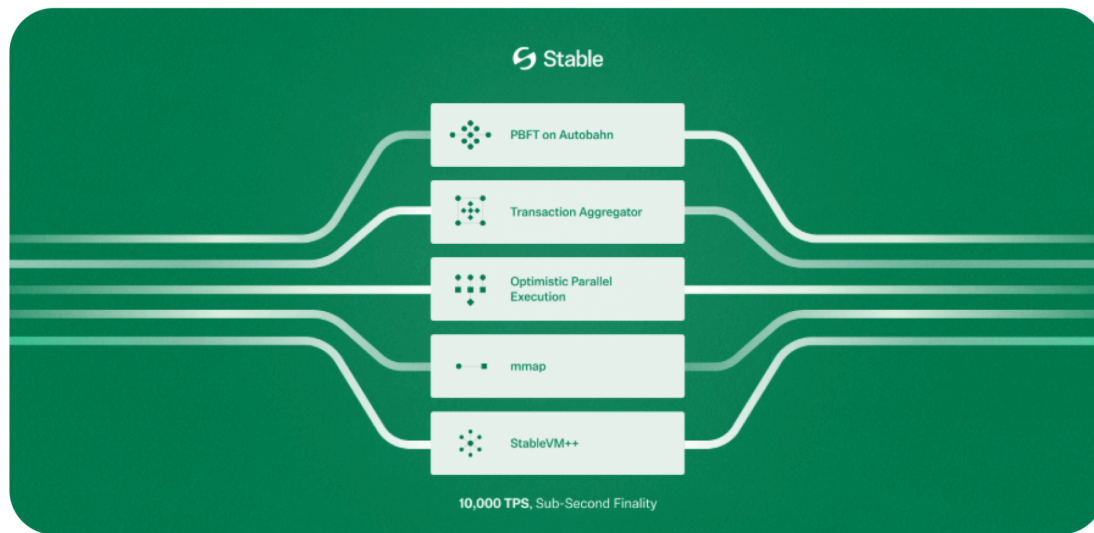 Stable
PBFT on Autobahn
Transaction Aggregator
Optimistic Parallel
Execution
mmap
StableVM++
10,000 TPS, Sub-Second Finality